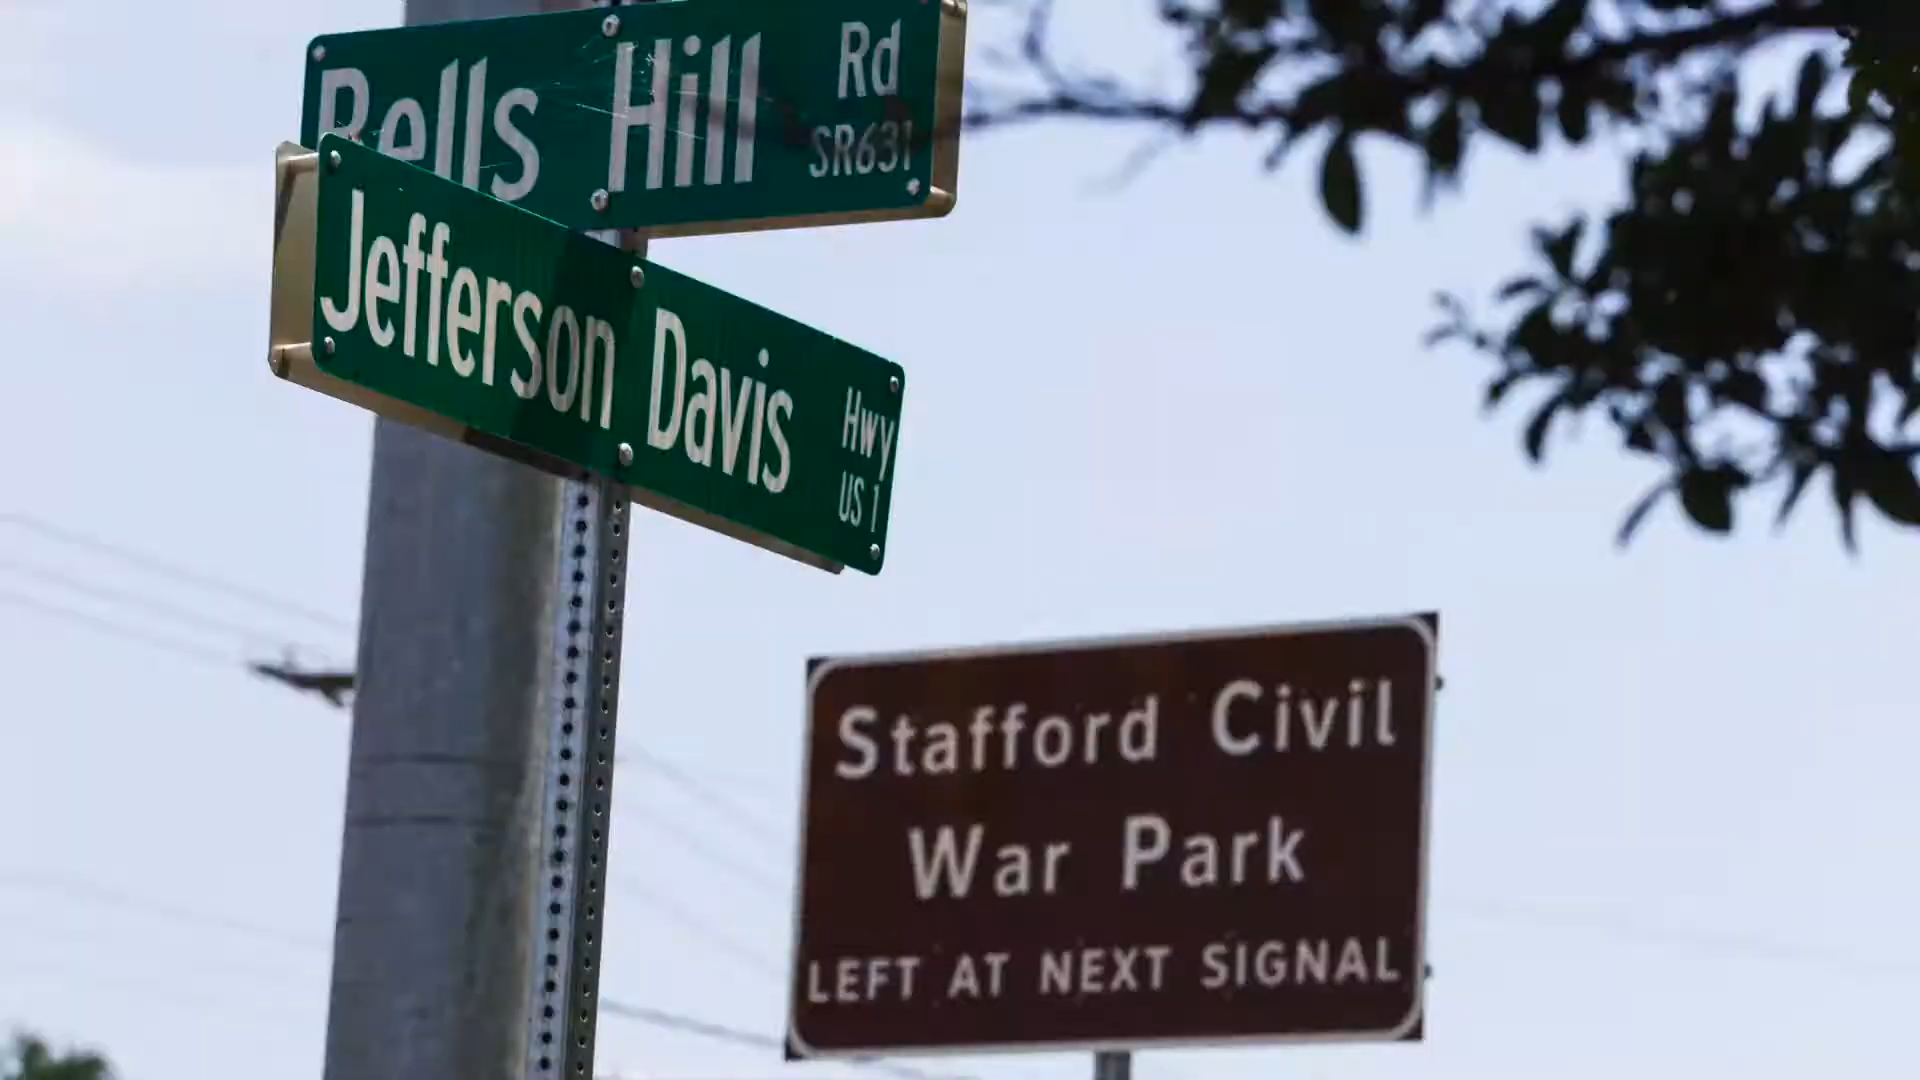 Bells Hill Rd
SR631
Jefferson Davis Hwy
US 1
Stafford Civil
War Park
LEFT AT NEXT SIGNAL